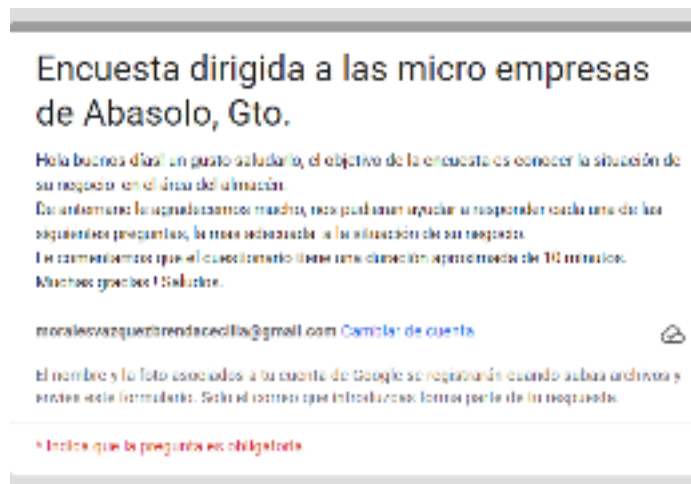 Encuesta dirigida a las micro empresas
de Abasolo, Gto.
Hola buenos días! un gusto saludarlo, el objetivo de la encuesta es conocer la situación de
su negocio en el área del almacén.
De antemano le agradecemos mucho, nos pudieran ayudar a responder cada una de las
siguientes preguntas, la mas adecuada a la situación de su negocio.
Le comentamos que el cuestionario tiene una duración aproximada de 10 minutos.
Muchas gracias ! Saludos.
moralesvazquezbrendacecilia@gmail.com Cambiar de cuenta
El nombre y la foto asociados a tu cuenta de Google se registrarán cuando subas archivos y
envíes este formulario. Solo el correo que introduzcas forma parte de tu respuesta.
* Indica que la pregunta es obligatoria